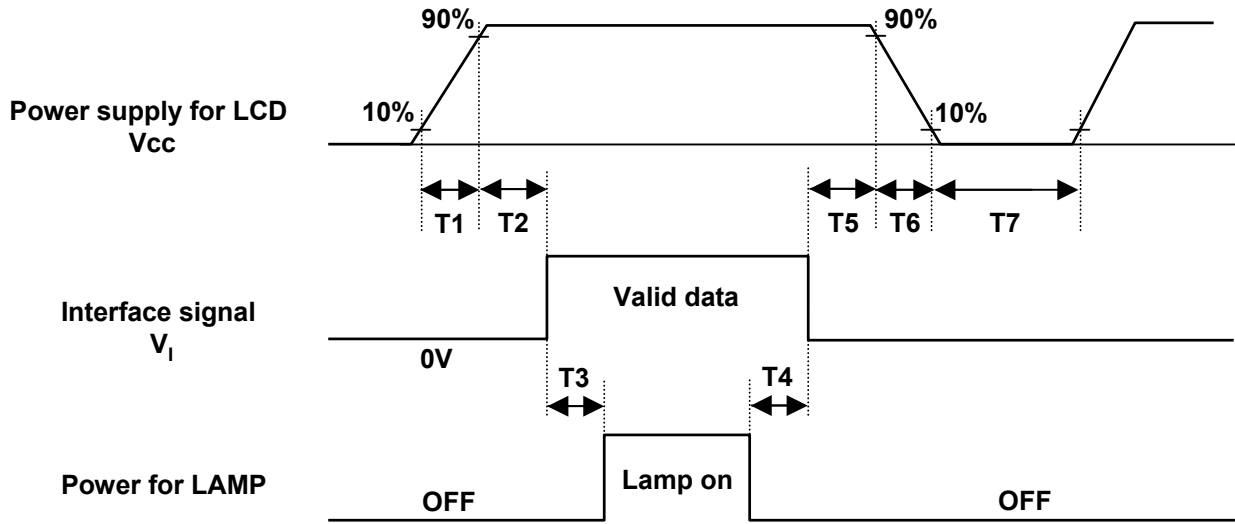 90%
90%
Power supply for LCD
Vcc
10%
10%
T1
T2
T5
T6
T7
Interface signal
V_I
Valid data
0V
T3
T4
Power for LAMP
OFF
Lamp on
OFF